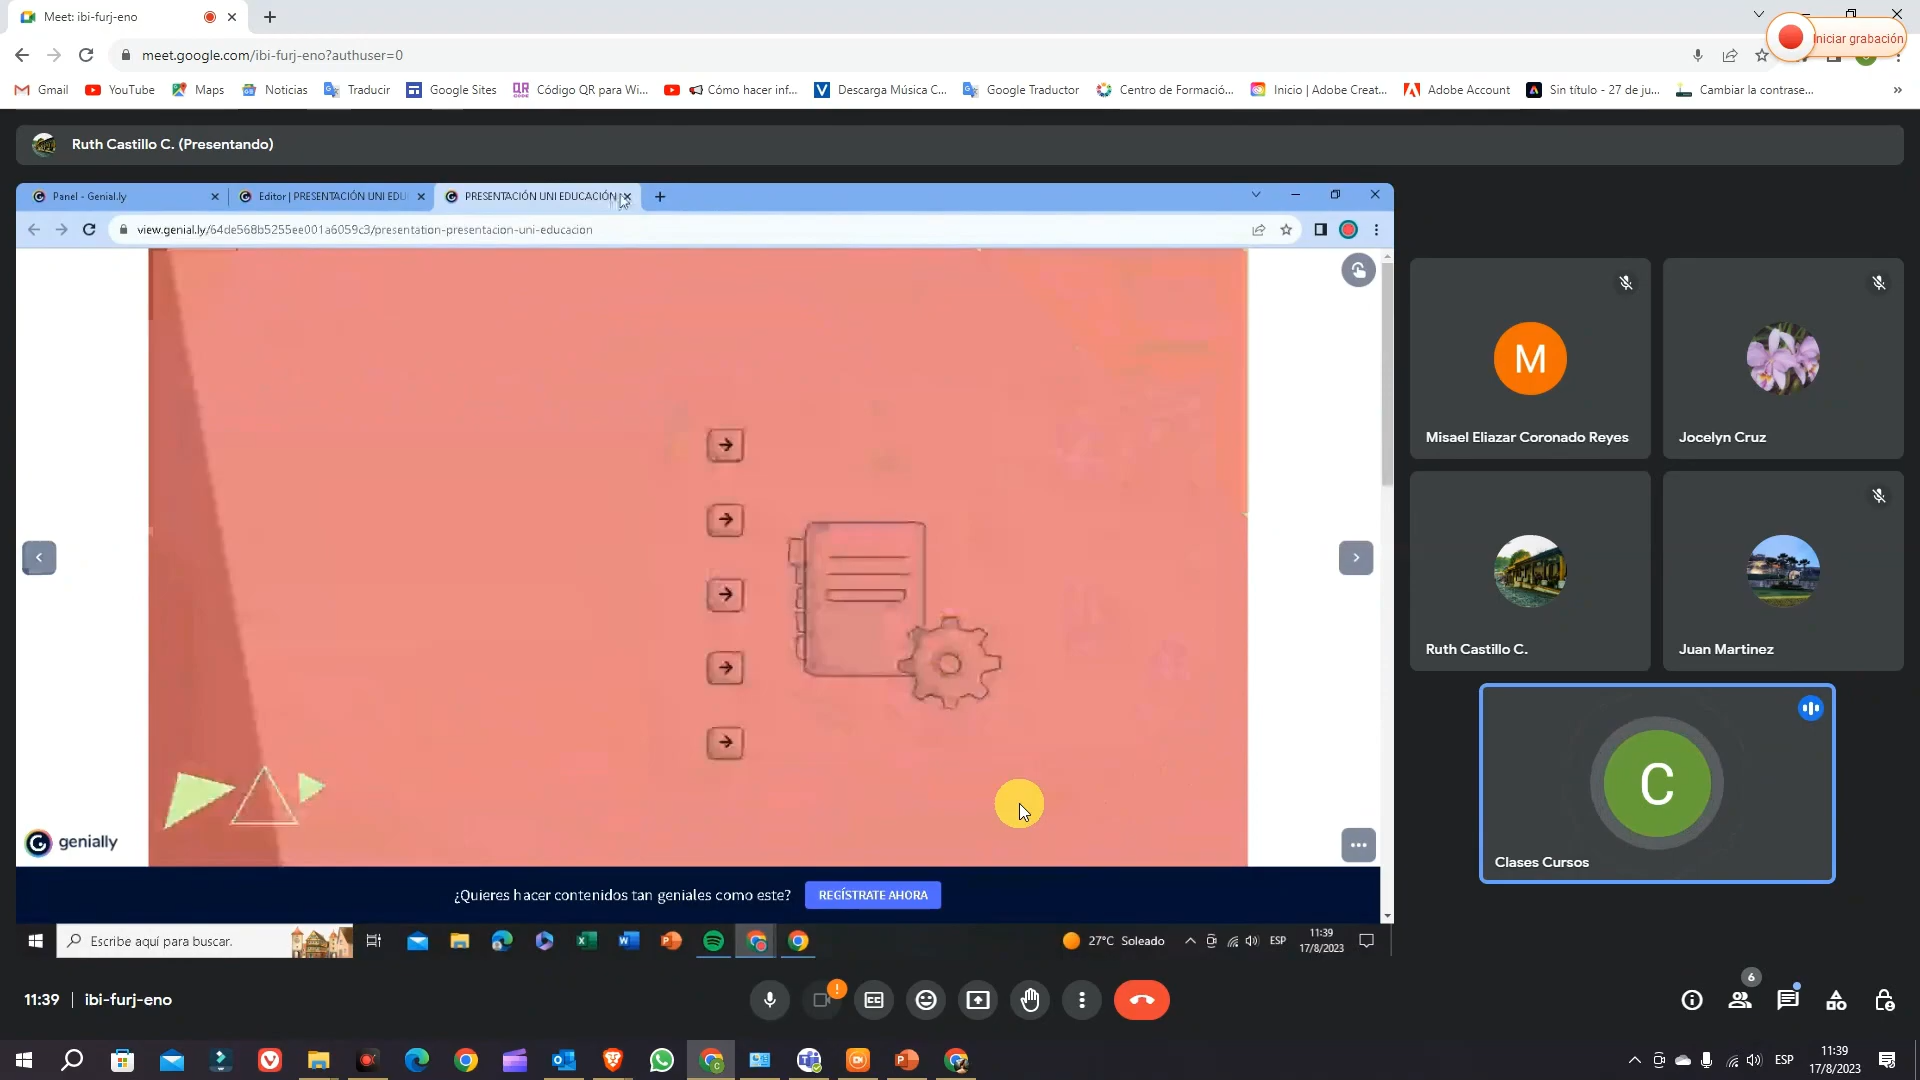 Meet: ibi-furj-eno
meet.google.com/ibi-furj-eno?authuser=0
Iniciar grabación
Gmail
YouTube
Maps
Noticias
Traducir
Google Sites
Código QR para Wi...
Cómo hacer inf...
Descarga Música C...
Google Traductor
Centro de Formació...
Inicio | Adobe Creat...
Adobe Account
Sin título - 27 de ju...
Cambiar la contrase...
Ruth Castillo C. (Presentando)
Panel - Genial.ly
Editor | PRESENTACIÓN UNI EDU
PRESENTACIÓN UNI EDUCACIÓN
view.genial.ly/64de568b5255ee001a6059c3/presentation-presentacion-uni-educacion
M
Misael Eliazar Coronado Reyes
Jocelyn Cruz
Ruth Castillo C.
Juan Martinez
C
Clases Cursos
genially
¿Quieres hacer contenidos tan geniales como este?
REGÍSTRATE AHORA
Escribe aquí para buscar.
27°C Soleado
ESP
11:39
17/8/2023
11:39 | ibi-furj-eno
6
ESP
11:39
17/8/2023